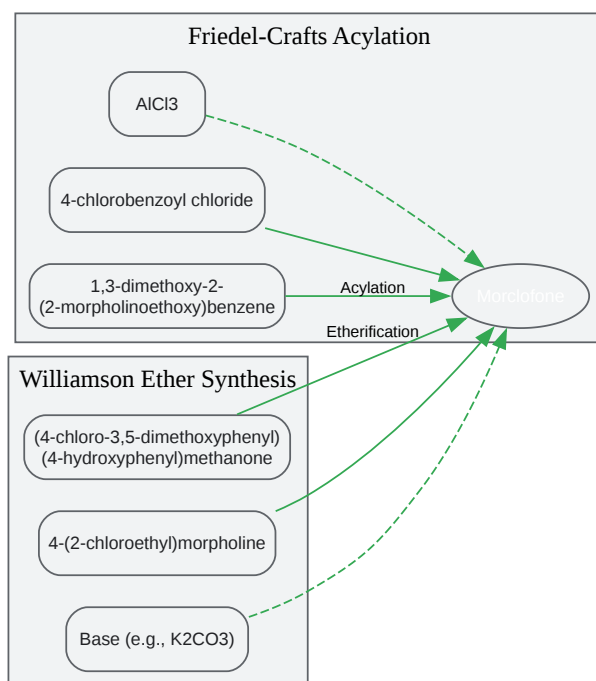 Friedel-Crafts Acylation
AlCl3
4-chlorobenzoyl chloride
1,3-dimethoxy-2-
(2-morpholinoethoxy)benzene
Acylation
Morclofone
Etherification
Williamson Ether Synthesis
(4-chloro-3,5-dimethoxyphenyl)
(4-hydroxyphenyl)methanone
4-(2-chloroethyl)morpholine
Base (e.g., K2CO3)